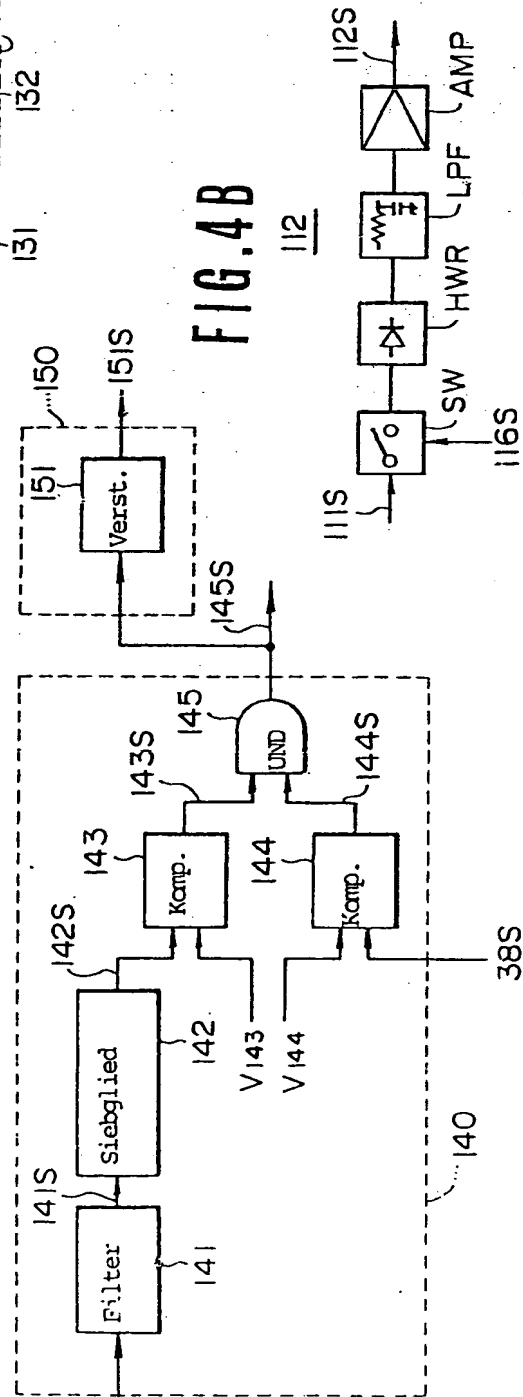 132
131
FIG.4B
112
150
151
Verst.
151S
145S
140
Filter
141
141S
Siebglied
142
142S
Komp.
143
143S
V143
V144
Komp.
144
144S
38S
UND
145
111S
116S
SW
HWR
LPF
AMP
112S